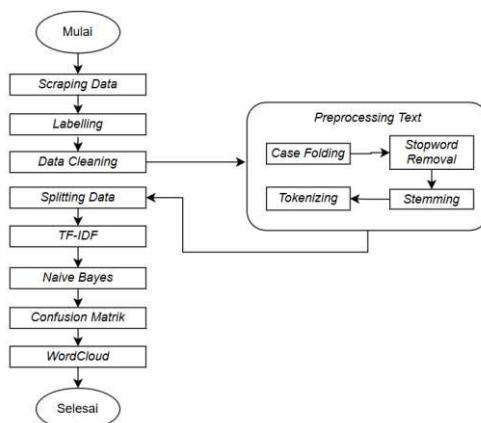 Mulai
Scraping Data
Labelling
Data Cleaning
Preprocessing Text
Case Folding
Stopword
Removal
Stemming
Tokenizing
Splitting Data
TF-IDF
Naive Bayes
Confusion Matrik
WordCloud
Selesai